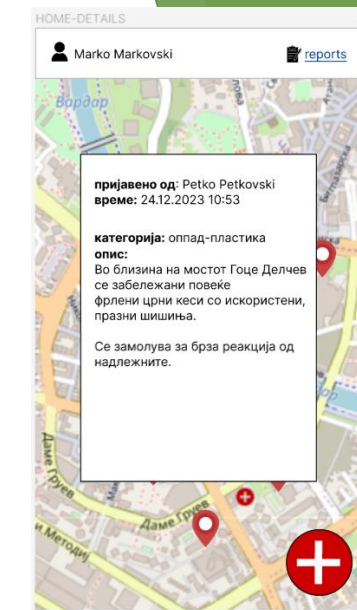 HOME-DETAILS
Marko Markovski
reports
Вардар
пријавено од: Petko Petkovski
време: 24.12.2023 10:53
категорија: оппад-пластика
опис:
Во близина на мостот Гоце Делчев
се забележани повеќе
фрлени црни кеси со искористени,
празни шишиња.
Се замолува за брза реакција од
надлежните.
Даме Груев
Даме Груев
и Методиј